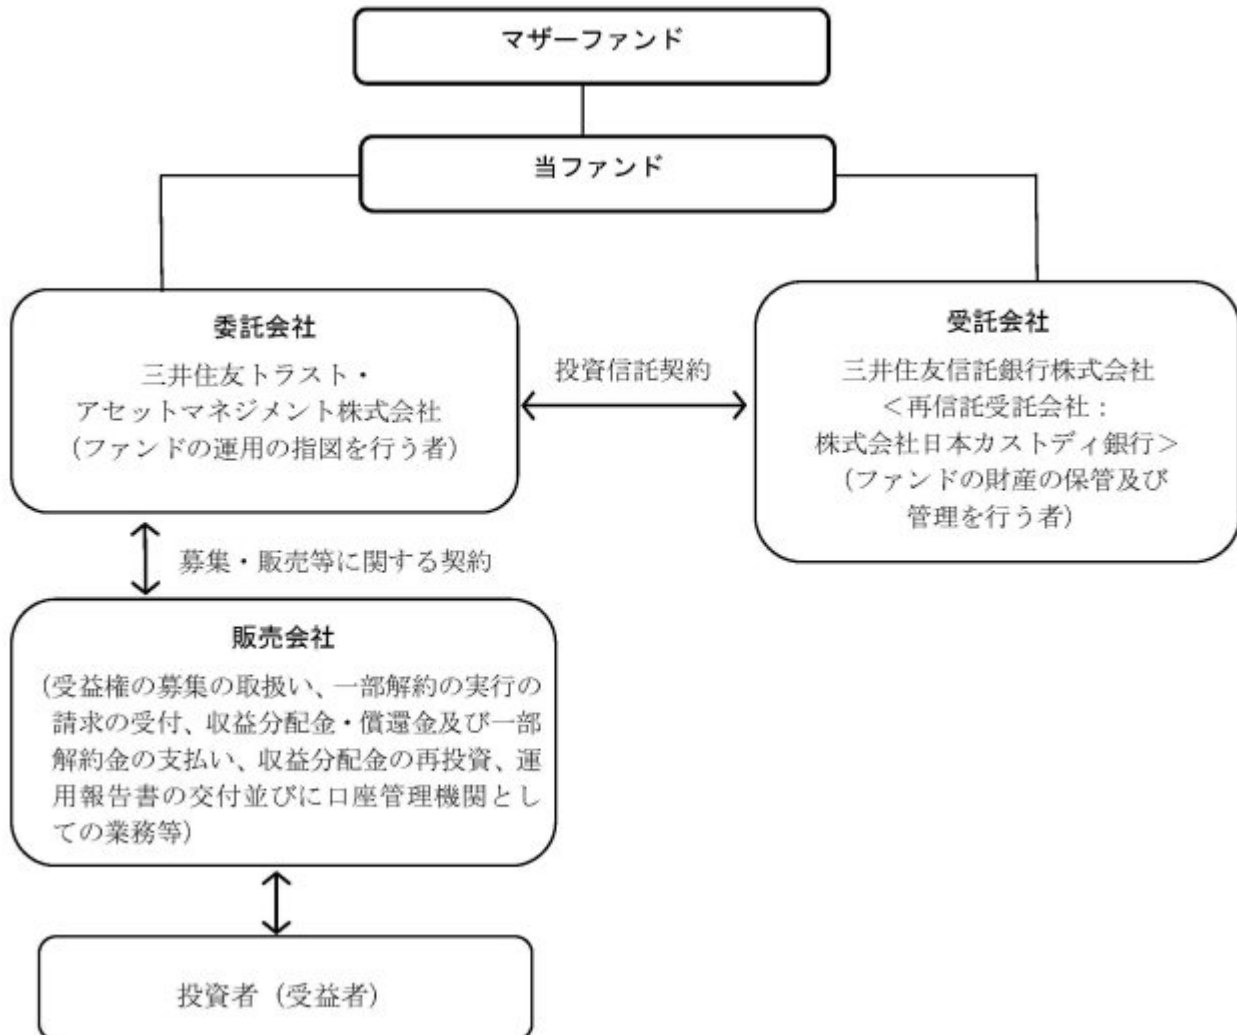 マザーファンド
当ファンド
委託会社
三井住友トラスト・
アセットマネジメント株式会社
（ファンドの運用の指図を行う者）
投資信託契約
受託会社
三井住友信託銀行株式会社
＜再信託受託会社：
株式会社日本カストディ銀行＞
（ファンドの財産の保管及び
管理を行う者）
募集・販売等に関する契約
販売会社
（受益権の募集の取扱い、一部解約の実行の
請求の受付、収益分配金・償還金及び一部
解約金の支払い、収益分配金の再投資、運
用報告書の交付並びに口座管理機関とし
ての業務等）
投資者（受益者）